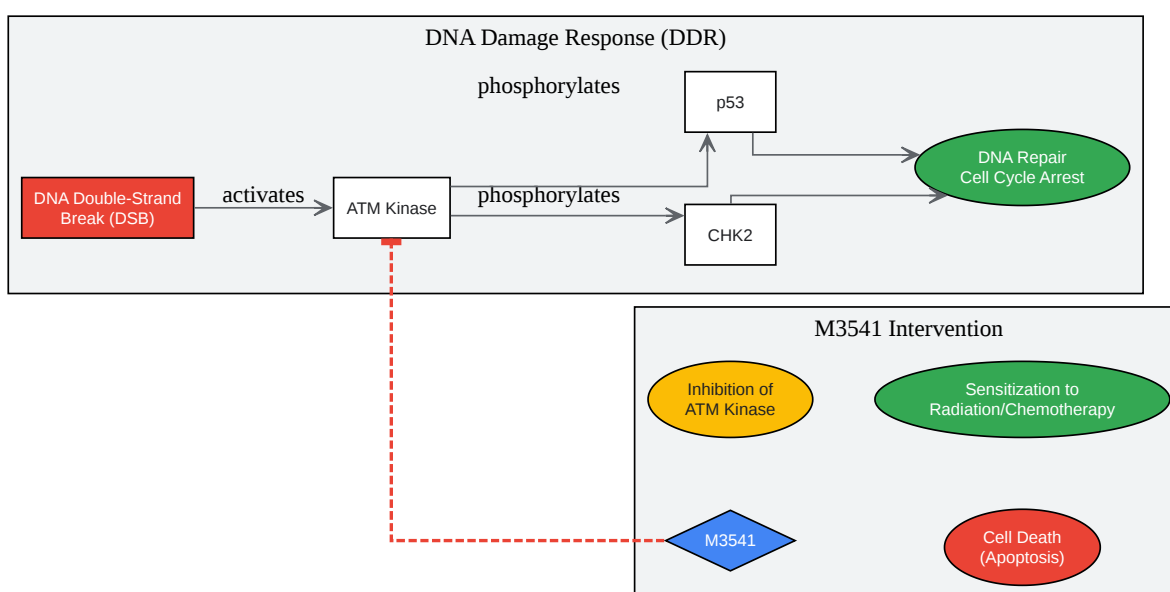 DNA Damage Response (DDR)
phosphorylates
p53
DNA Repair
Cell Cycle Arrest
DNA Double-Strand
Break (DSB)
activates
ATM Kinase
phosphorylates
CHK2
M3541 Intervention
Inhibition of
ATM Kinase
Sensitization to
Radiation/Chemotherapy
M3541
Cell Death
(Apoptosis)